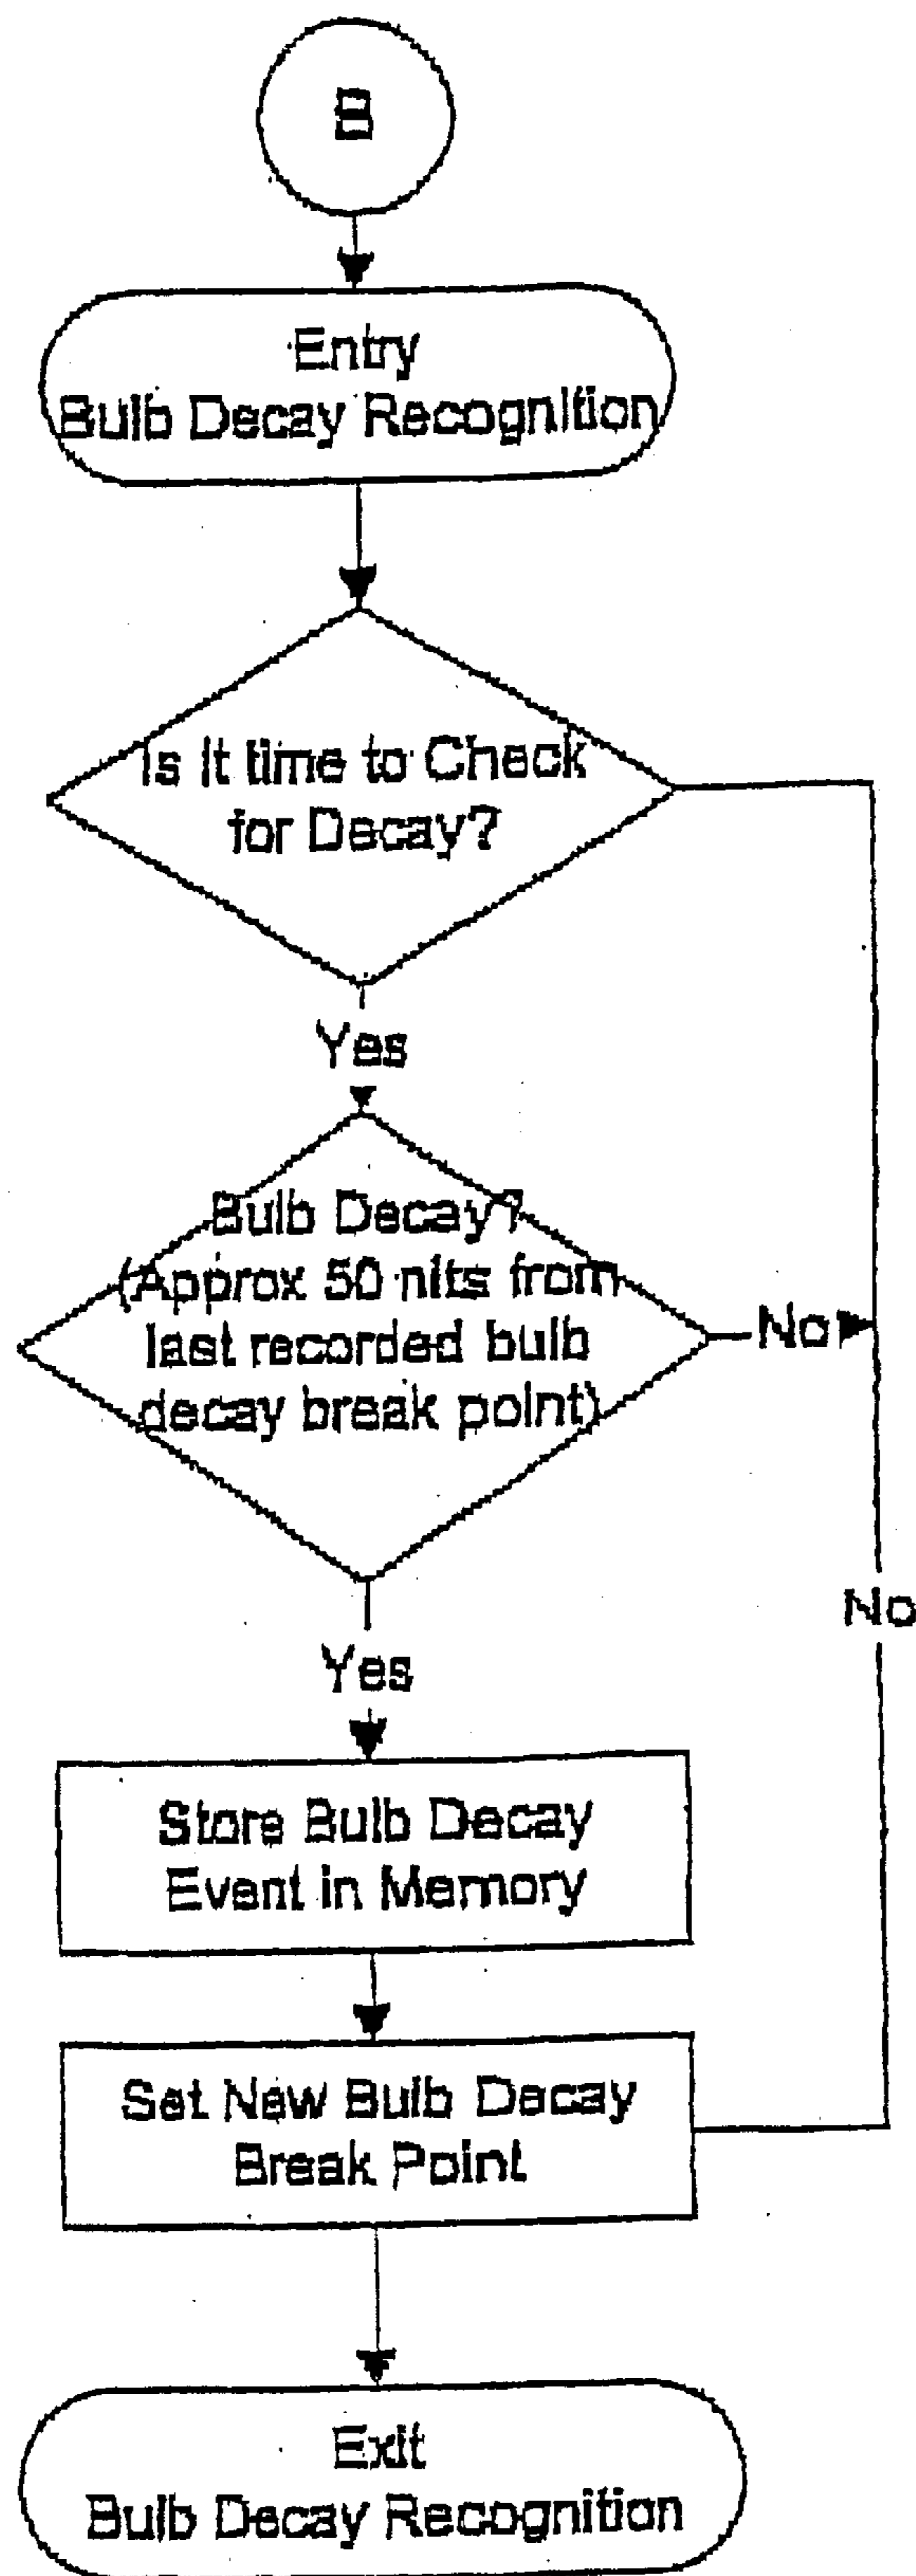 B
Entry
Bulb Decay Recognition
Is it time to Check
for Decay?
Yes
Bulb Decay?
(Approx 50 nits from
last recorded bulb
decay break point)
No
No
Yes
Store Bulb Decay
Event in Memory
Set New Bulb Decay
Break Point
Exit
Bulb Decay Recognition